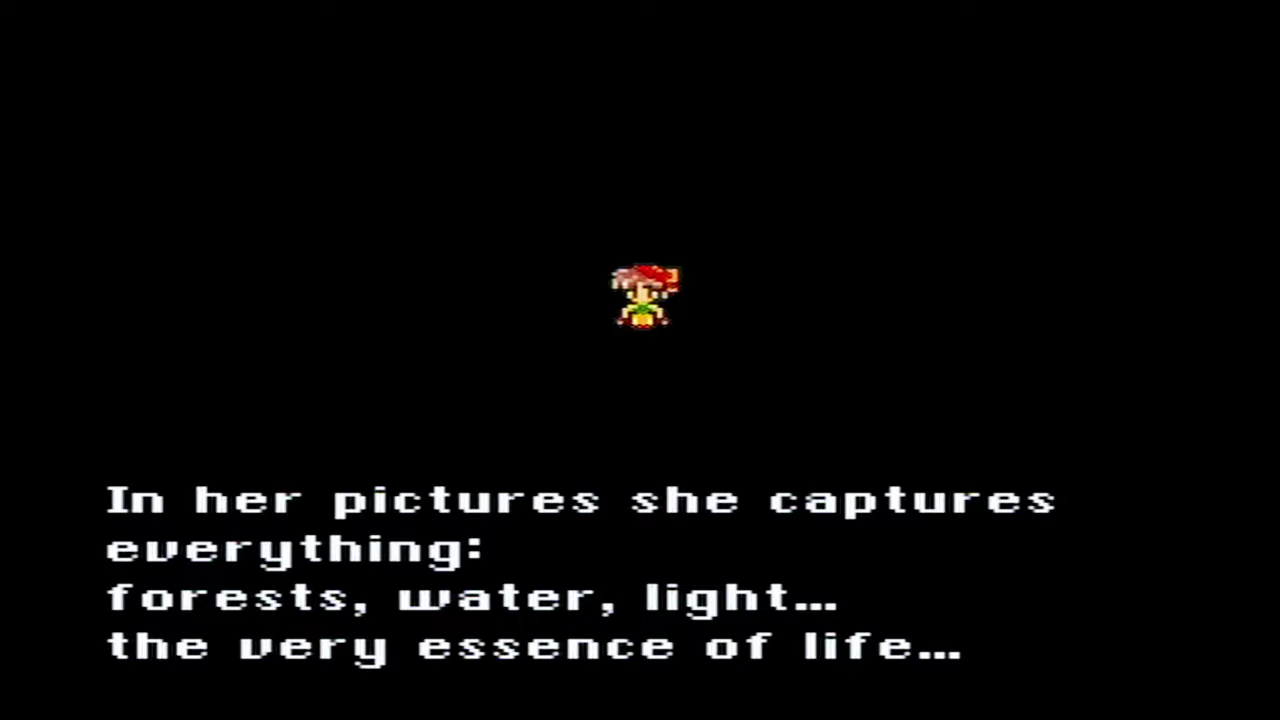 In her pictures she captures
everything:
forests, water, light...
the very essence of life...